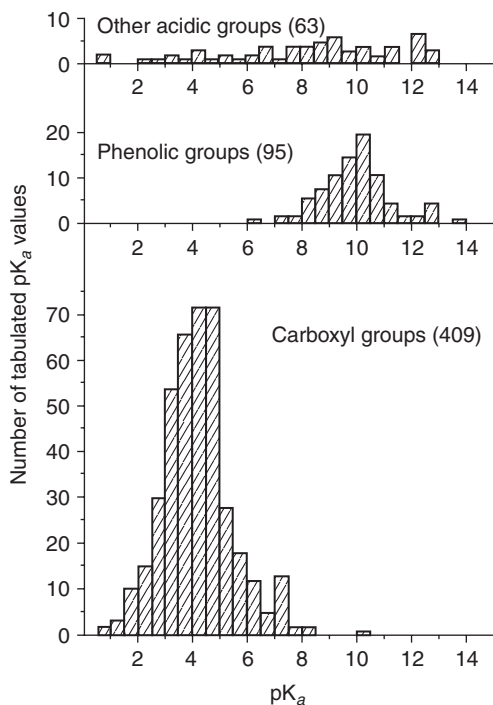 Other acidic groups (63)
10
5
0
2 4 6 8 10 12 14
Phenolic groups (95)
20
10
0
2 4 6 8 10 12 14
Number of tabulated pKa values
Carboxyl groups (409)
70
60
50
40
30
20
10
0
2 4 6 8 10 12 14
pKa